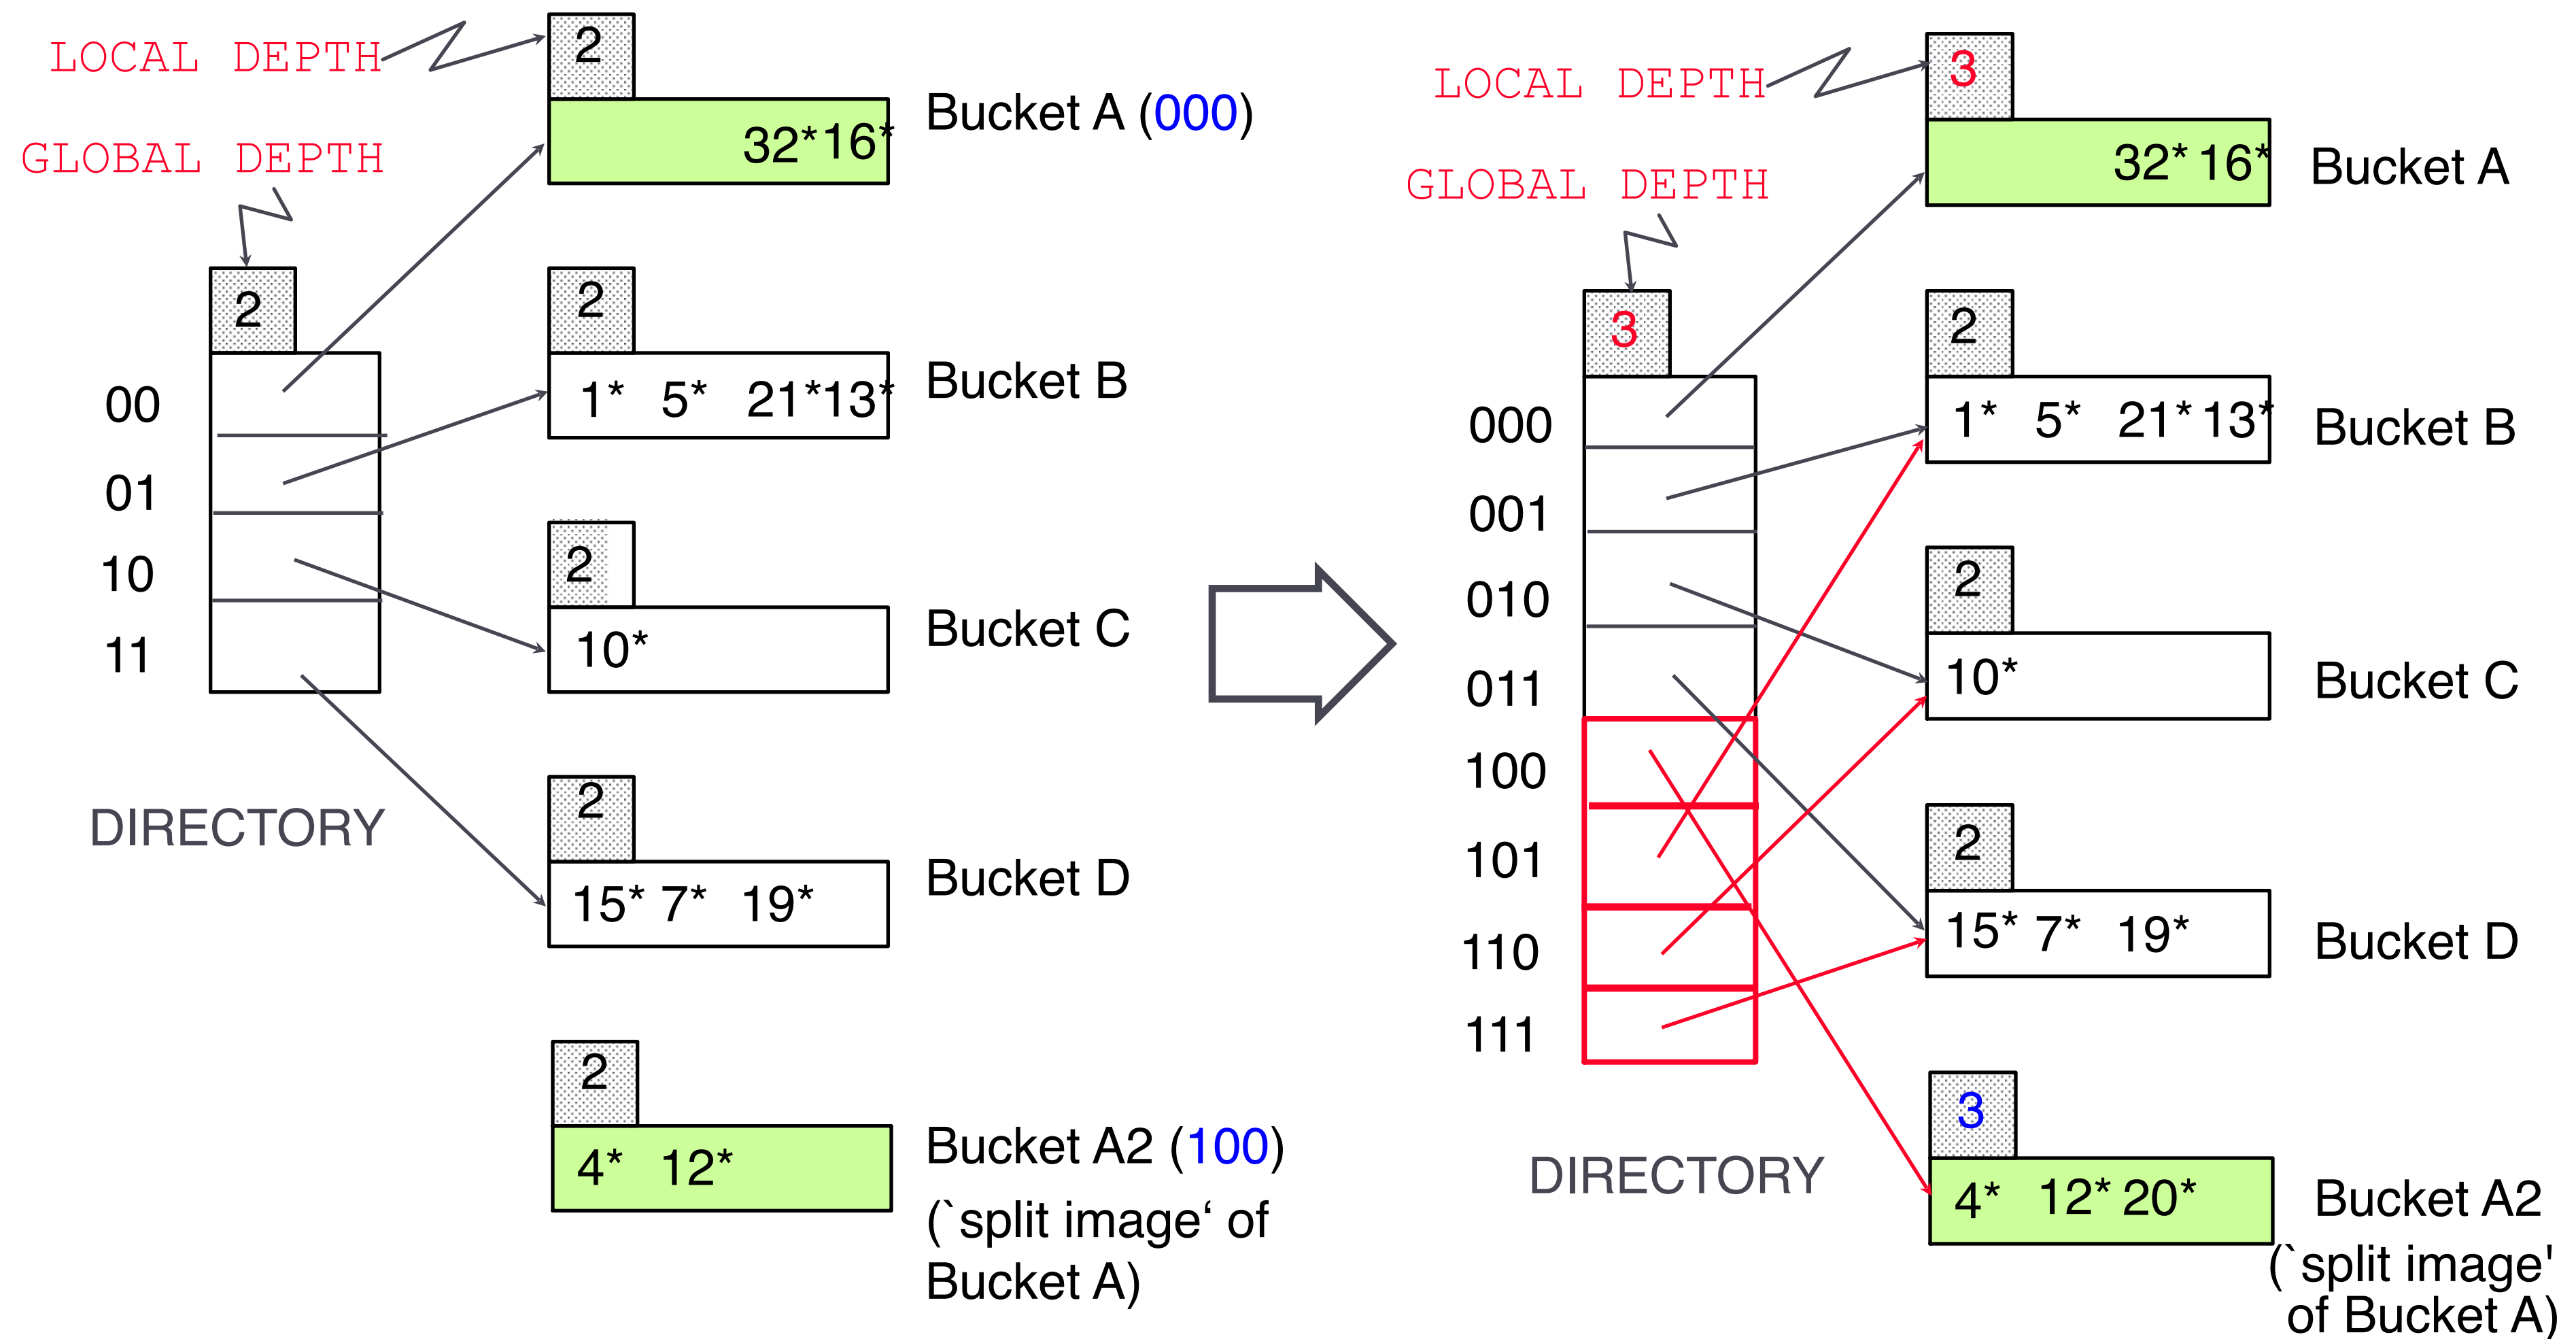 LOCAL DEPTH
2
32* 16*
Bucket A (000)
GLOBAL DEPTH
2
00
01
10
11
DIRECTORY
2
1* 5* 21* 13*
Bucket B
2
10*
Bucket C
2
15* 7* 19*
Bucket D
2
4* 12*
Bucket A2 (100)
(`split image‘ of
Bucket A)
LOCAL DEPTH
3
32* 16*
Bucket A
GLOBAL DEPTH
3
000
001
010
011
100
101
110
111
DIRECTORY
2
1* 5* 21* 13*
Bucket B
2
10*
Bucket C
2
15* 7* 19*
Bucket D
3
4* 12* 20*
Bucket A2
(`split image'
of Bucket A)